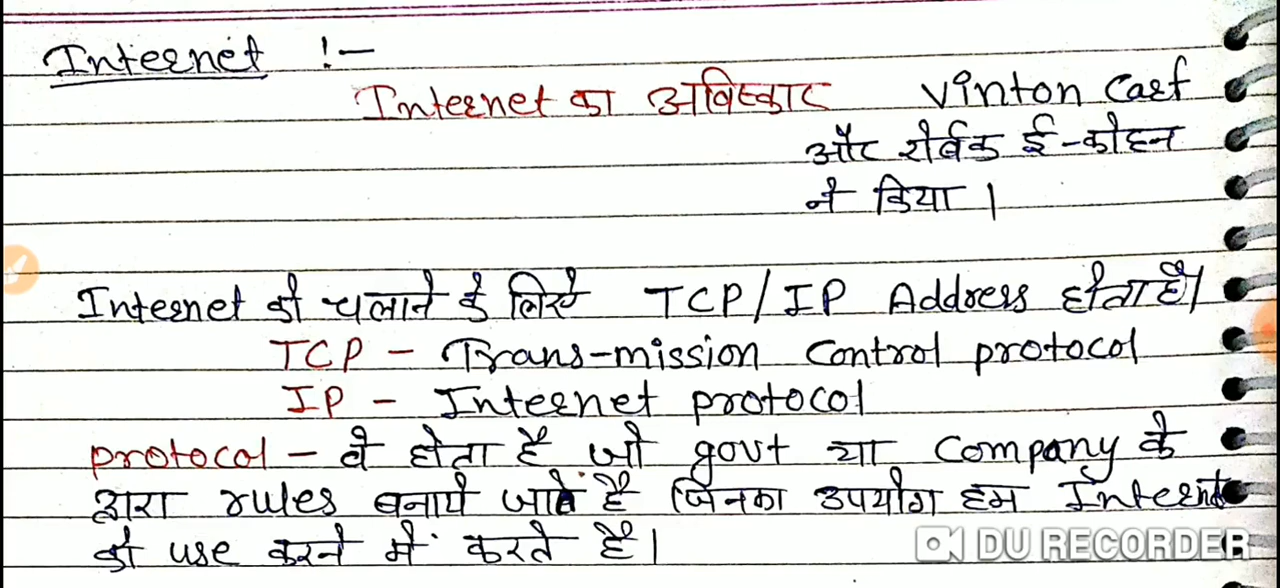 Internet :-
Internet का अविष्कार Vinton Cerf
और रोर्बक ई-कोहन
ने किया।
Internet को चलाने के लिये TCP/IP Address होता है।
TCP - Trans-mission Control protocol
IP - Internet protocol
protocol - वे होता हैं जो govt या Company के
द्वारा rules बनाये जाते हैं जिनका उपयोग हम Internet
को use करने में करते हैं।
DU RECORDER